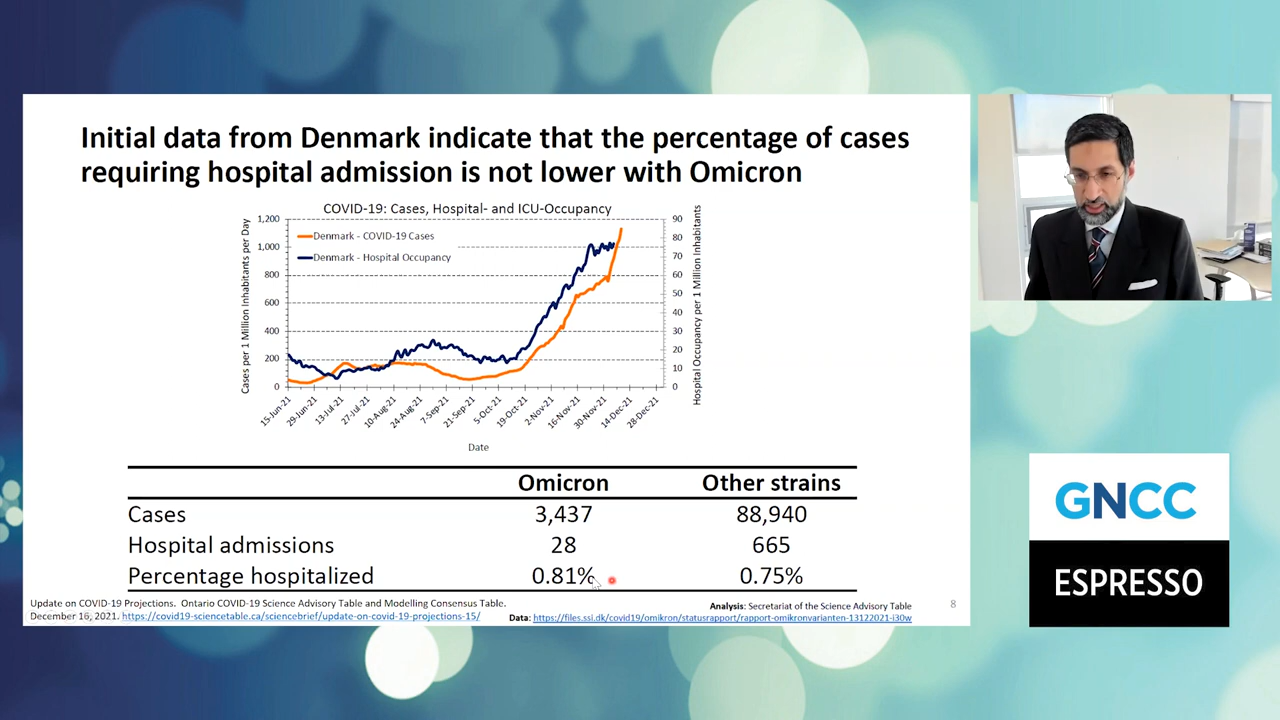 Initial data from Denmark indicate that the percentage of cases
requiring hospital admission is not lower with Omicron
COVID-19: Cases, Hospital- and ICU-Occupancy
Cases per 1 Million Inhabitants per Day
1,200
1,000
800
600
400
200
0
Denmark - COVID-19 Cases
Denmark - Hospital Occupancy
90
80
70
60
50
40
30
20
10
0
Hospital Occupancy per 1 Million Inhabitants
15-Jun-21
29-Jun-21
13-Jul-21
27-Jul-21
10-Aug-21
24-Aug-21
7-Sep-21
21-Sep-21
5-Oct-21
19-Oct-21
2-Nov-21
16-Nov-21
30-Nov-21
14-Dec-21
28-Dec-21
Date
Omicron Other strains
Cases 3,437 88,940
Hospital admissions 28 665
Percentage hospitalized 0.81% 0.75%
Update on COVID-19 Projections. Ontario COVID-19 Science Advisory Table and Modelling Consensus Table.
December 16, 2021. https://covid19-sciencetable.ca/sciencebrief/update-on-covid-19-projections-15/
Analysis: Secretariat of the Science Advisory Table
Data: https://files.ssi.dk/covid19/omikron/statusrapport/rapport-omikronvarianten-13122021-i30w
8
GNCC
ESPRESSO